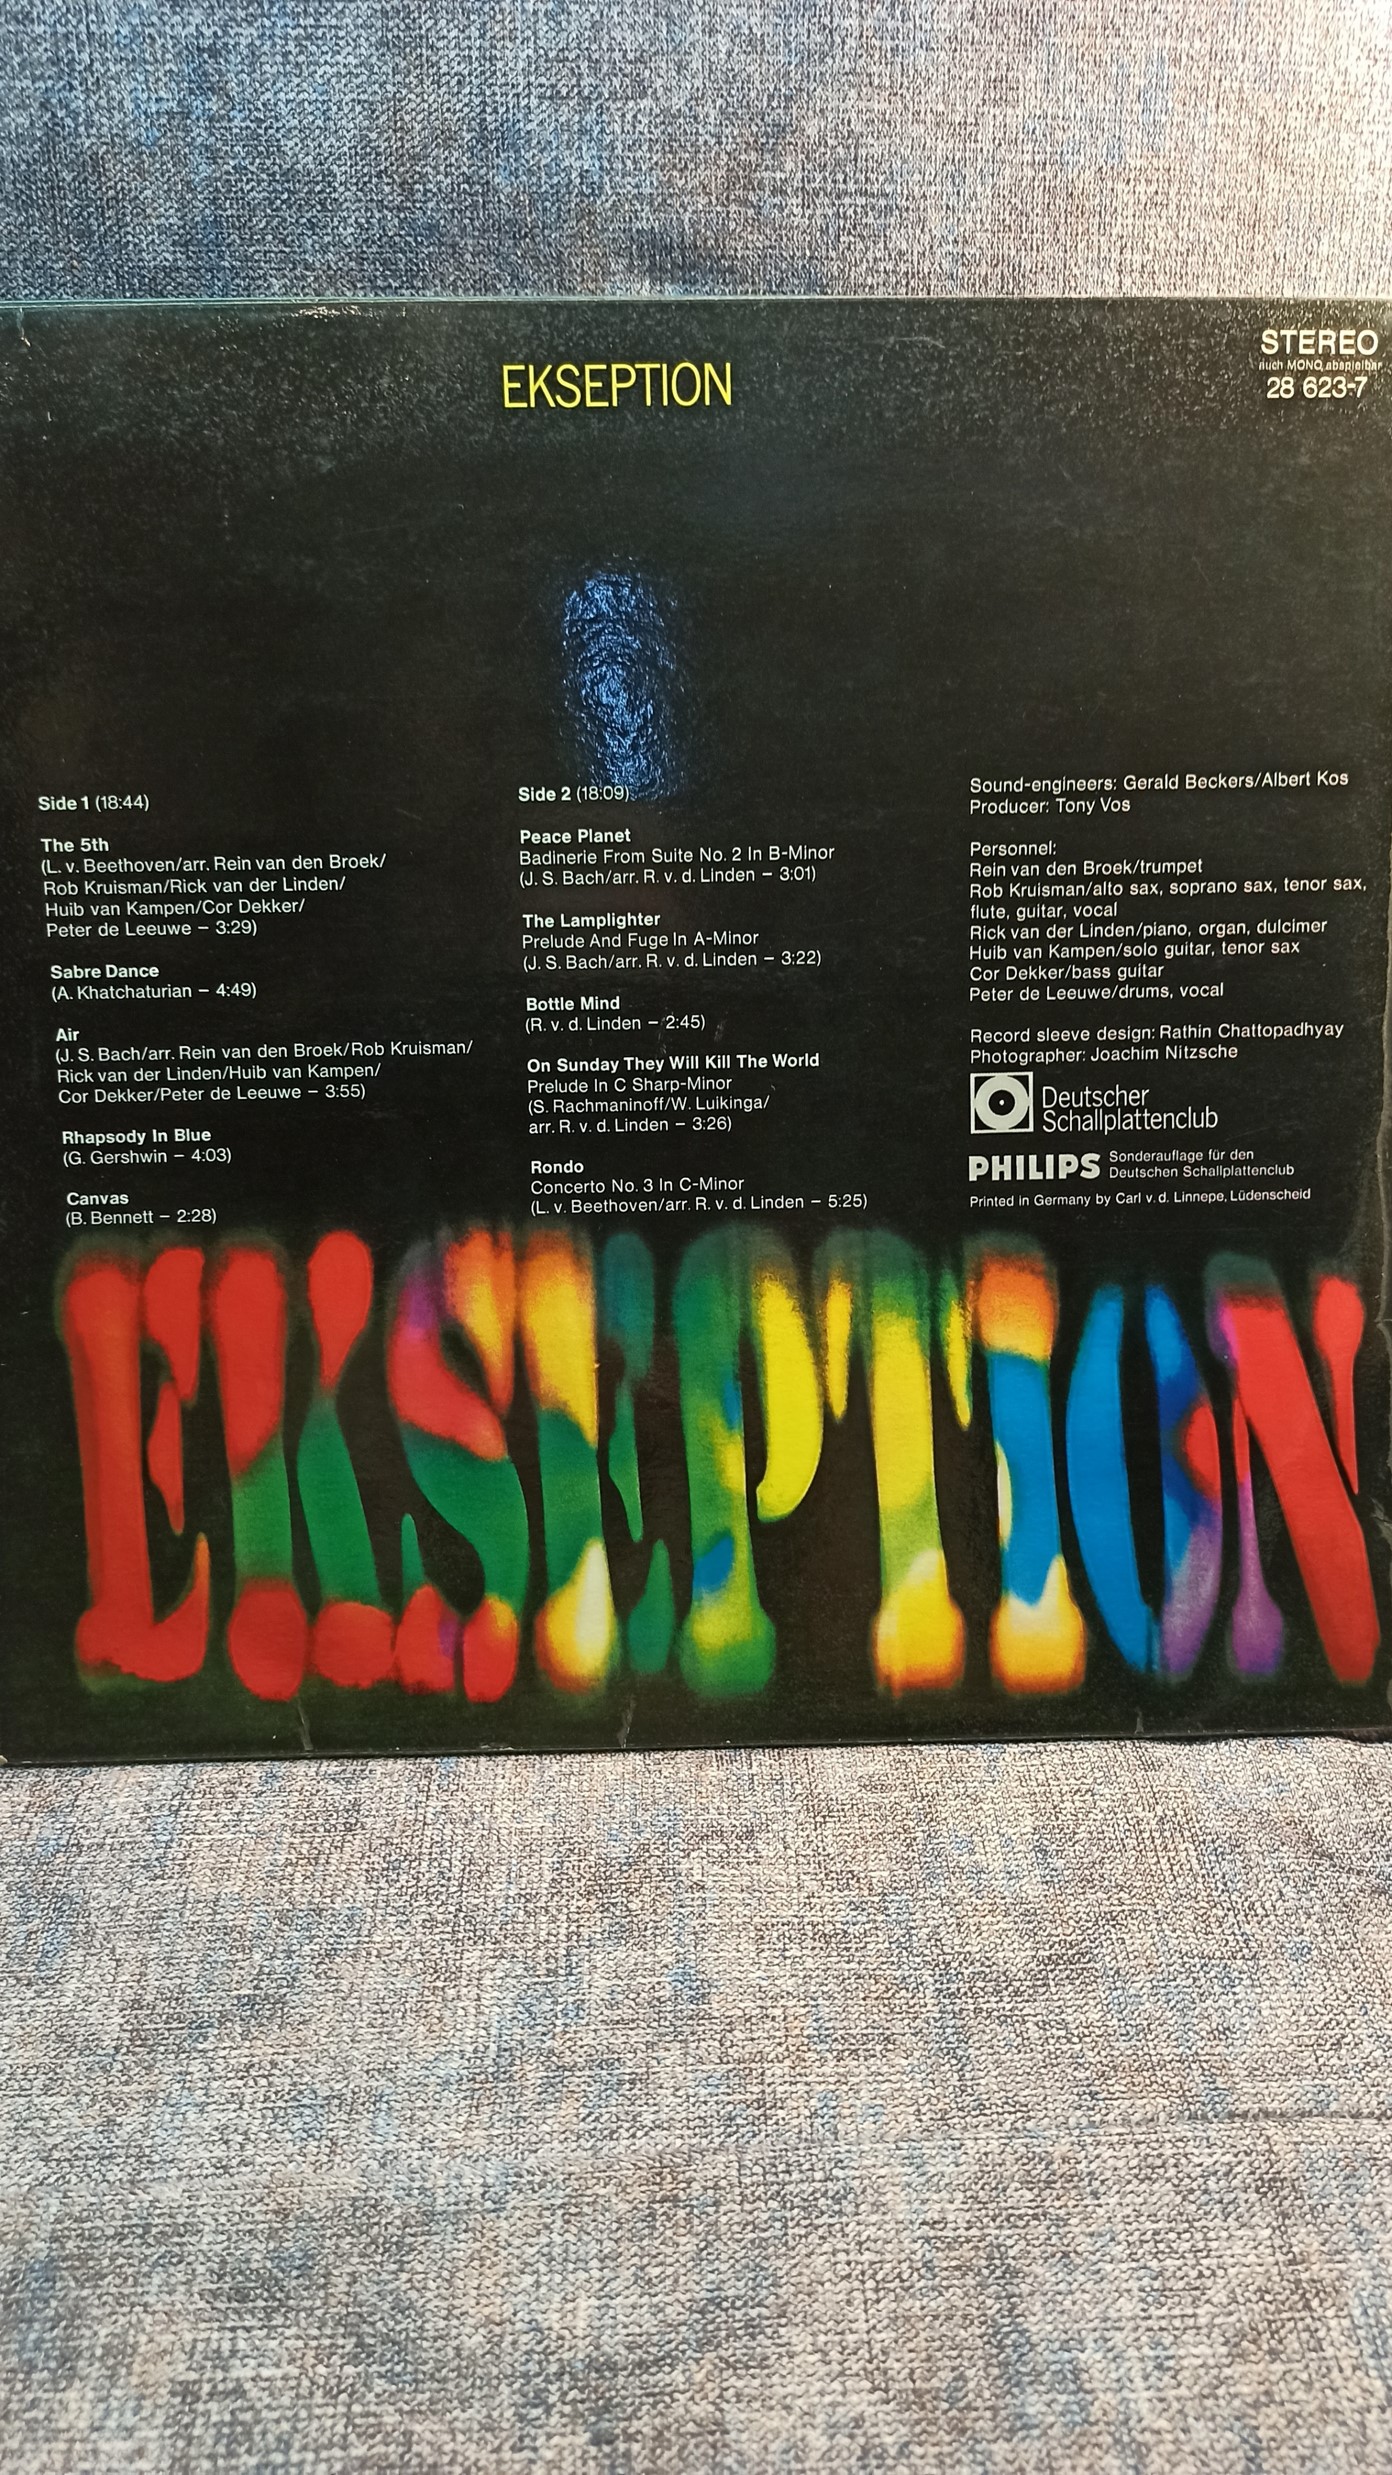 EKSEPTION
STEREO
auch MONO abspielbar
28 623-7
Side 1 (18:44)
The 5th
(L. v. Beethoven/arr. Rein van den Broek/
Rob Kruisman/Rick van der Linden/
Huib van Kampen/Cor Dekker/
Peter de Leeuwe – 3:29)
Sabre Dance
(A. Khatchaturian – 4:49)
Air
(J. S. Bach/arr. Rein van den Broek/Rob Kruisman/
Rick van der Linden/Huib van Kampen/
Cor Dekker/Peter de Leeuwe – 3:55)
Rhapsody In Blue
(G. Gershwin – 4:03)
Canvas
(B. Bennett – 2:28)
Side 2 (18:09)
Peace Planet
Badinerie From Suite No. 2 In B-Minor
(J. S. Bach/arr. R. v. d. Linden – 3:01)
The Lamplighter
Prelude And Fuge In A-Minor
(J. S. Bach/arr. R. v. d. Linden – 3:22)
Bottle Mind
(R. v. d. Linden – 2:45)
On Sunday They Will Kill The World
Prelude In C Sharp-Minor
(S. Rachmaninoff/W. Luikinga/
arr. R. v. d. Linden – 3:26)
Rondo
Concerto No. 3 In C-Minor
(L. v. Beethoven/arr. R. v. d. Linden – 5:25)
Sound-engineers: Gerald Beckers/Albert Kos
Producer: Tony Vos
Personnel:
Rein van den Broek/trumpet
Rob Kruisman/alto sax, soprano sax, tenor sax,
flute, guitar, vocal
Rick van der Linden/piano, organ, dulcimer
Huib van Kampen/solo guitar, tenor sax
Cor Dekker/bass guitar
Peter de Leeuwe/drums, vocal
Record sleeve design: Rathin Chattopadhyay
Photographer: Joachim Nitzsche
Deutscher
Schallplattenclub
PHILIPS Sonderauflage für den
Deutschen Schallplattenclub
Printed in Germany by Carl v. d. Linnepe, Lüdenscheid
EKSEPTION